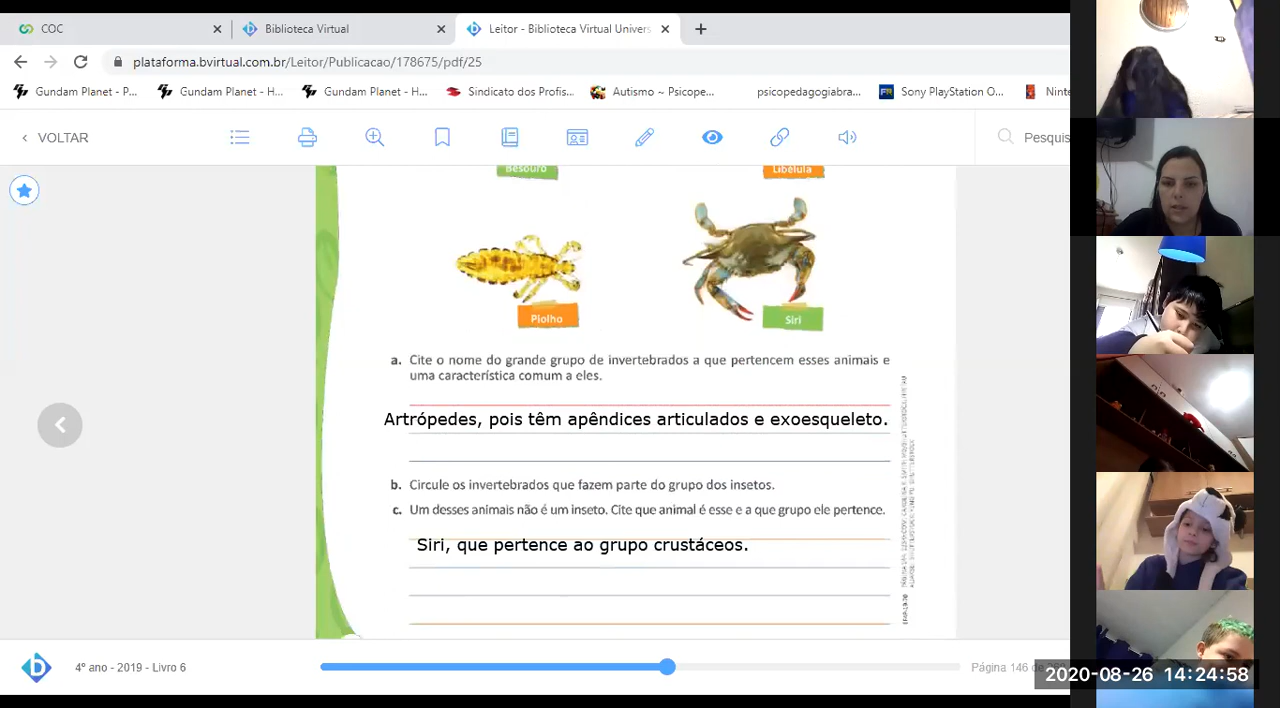 COC
Biblioteca Virtual
Leitor - Biblioteca Virtual Univers
plataforma.bvirtual.com.br/Leitor/Publicacao/178675/pdf/25
Gundam Planet - P...
Gundam Planet - H...
Gundam Planet - H...
Sindicato dos Profis...
Autismo ~ Psicope...
psicopedagogiabra...
Sony PlayStation O...
Ninte
VOLTAR
Pesquis
Besouro
Libélula
Piolho
Siri
a. Cite o nome do grande grupo de invertebrados a que pertencem esses animais e
uma característica comum a eles.
Artrópedes, pois têm apêndices articulados e exoesqueleto.
b. Circule os invertebrados que fazem parte do grupo dos insetos.
c. Um desses animais não é um inseto. Cite que animal é esse e a que grupo ele pertence.
Siri, que pertence ao grupo crustáceos.
4º ano - 2019 - Livro 6
Página 146 de
2020-08-26 14:24:58